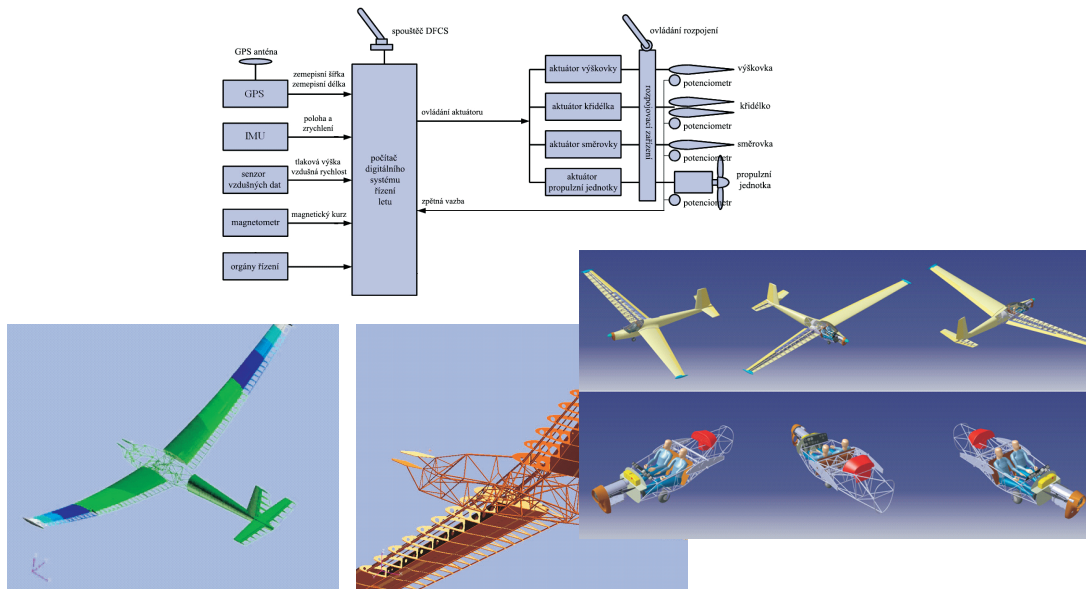 spouštěč DFCS
ovládání rozpojení
GPS anténa
zemepisní šířka
zemepisní délka
GPS
poloha a
zrychlení
IMU
tlaková výška
vzdušná rychlost
senzor
vzdušných dat
magnetický kurz
magnetometr
orgány řízení
počítač
digitálního
systému
řízení
letu
ovládání aktuátoru
zpětná vazba
aktuátor výškovky
aktuátor křidélka
aktuátor směrovky
aktuátor
propulzní jednotky
rozpojovací zařízení
výškovka
potenciometr
křidélko
potenciometr
směrovka
potenciometr
propulzní
jednotka
potenciometr